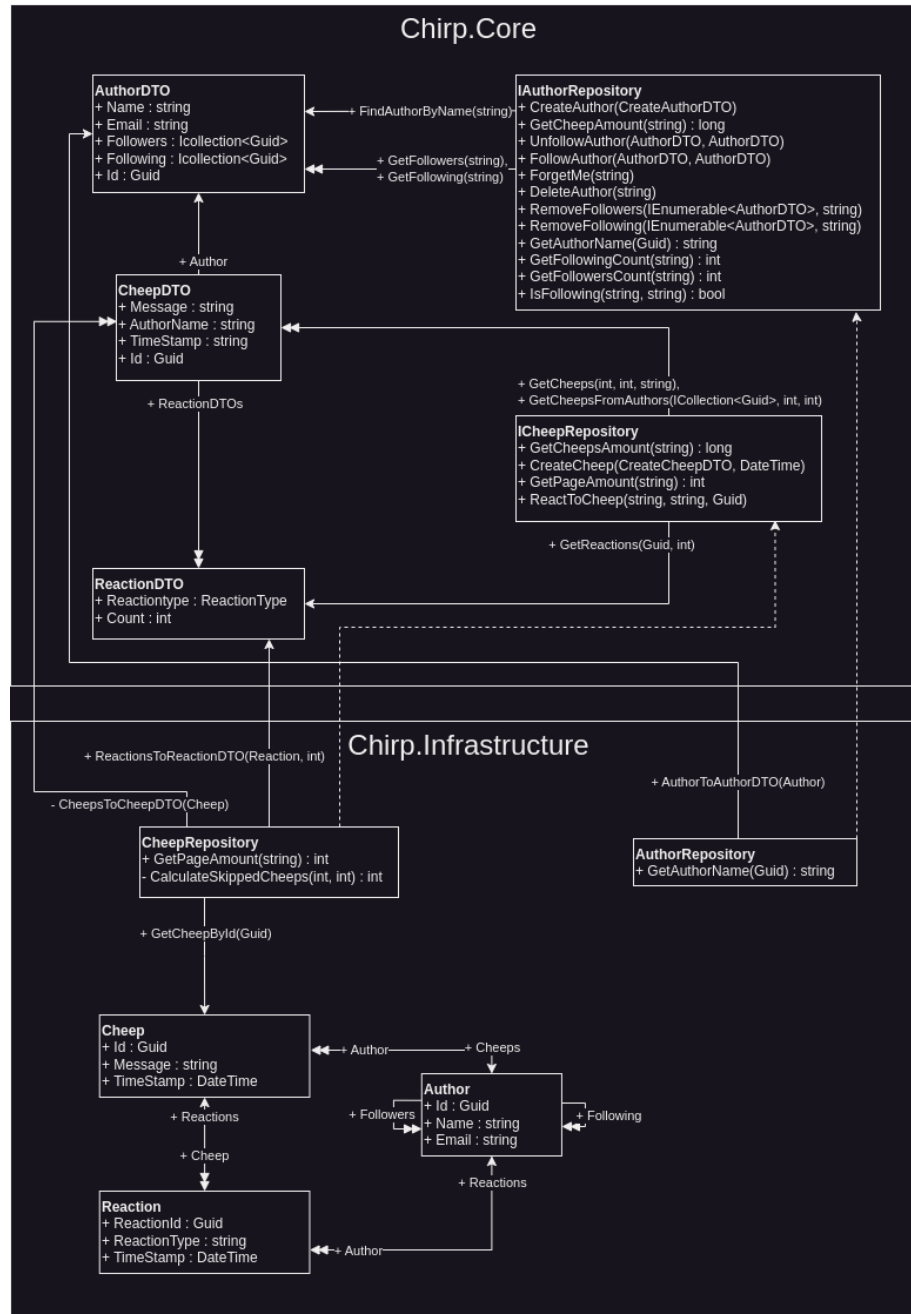 Chirp.Core
AuthorDTO
+ Name : string
+ Email : string
+ Followers : Icollection<Guid>
+ Following : Icollection<Guid>
+ Id : Guid
+ FindAuthorByName(string)
+ GetFollowers(string),
+ GetFollowing(string)
IAuthorRepository
+ CreateAuthor(CreateAuthorDTO)
+ GetCheepAmount(string) : long
+ UnfollowAuthor(AuthorDTO, AuthorDTO)
+ FollowAuthor(AuthorDTO, AuthorDTO)
+ ForgetMe(string)
+ DeleteAuthor(string)
+ RemoveFollowers(IEnumerable<AuthorDTO>, string)
+ RemoveFollowing(IEnumerable<AuthorDTO>, string)
+ GetAuthorName(Guid) : string
+ GetFollowingCount(string) : int
+ GetFollowersCount(string) : int
+ IsFollowing(string, string) : bool
+ Author
CheepDTO
+ Message : string
+ AuthorName : string
+ TimeStamp : string
+ Id : Guid
+ ReactionDTOs
+ GetCheeps(int, int, string),
+ GetCheepsFromAuthors(ICollection<Guid>, int, int)
ICheepRepository
+ GetCheepsAmount(string) : long
+ CreateCheep(CreateCheepDTO, DateTime)
+ GetPageAmount(string) : int
+ ReactToCheep(string, string, Guid)
+ GetReactions(Guid, int)
ReactionDTO
+ Reactiontype : ReactionType
+ Count : int
Chirp.Infrastructure
+ ReactionsToReactionDTO(Reaction, int)
+ AuthorToAuthorDTO(Author)
- CheepsToCheepDTO(Cheep)
CheepRepository
+ GetPageAmount(string) : int
- CalculateSkippedCheeps(int, int) : int
AuthorRepository
+ GetAuthorName(Guid) : string
+ GetCheepById(Guid)
Cheep
+ Id : Guid
+ Message : string
+ TimeStamp : DateTime
+ Author
+ Cheeps
Author
+ Id : Guid
+ Name : string
+ Email : string
+ Followers
+ Following
+ Reactions
+ Cheep
+ Reactions
Reaction
+ ReactionId : Guid
+ ReactionType : string
+ TimeStamp : DateTime
+ Author